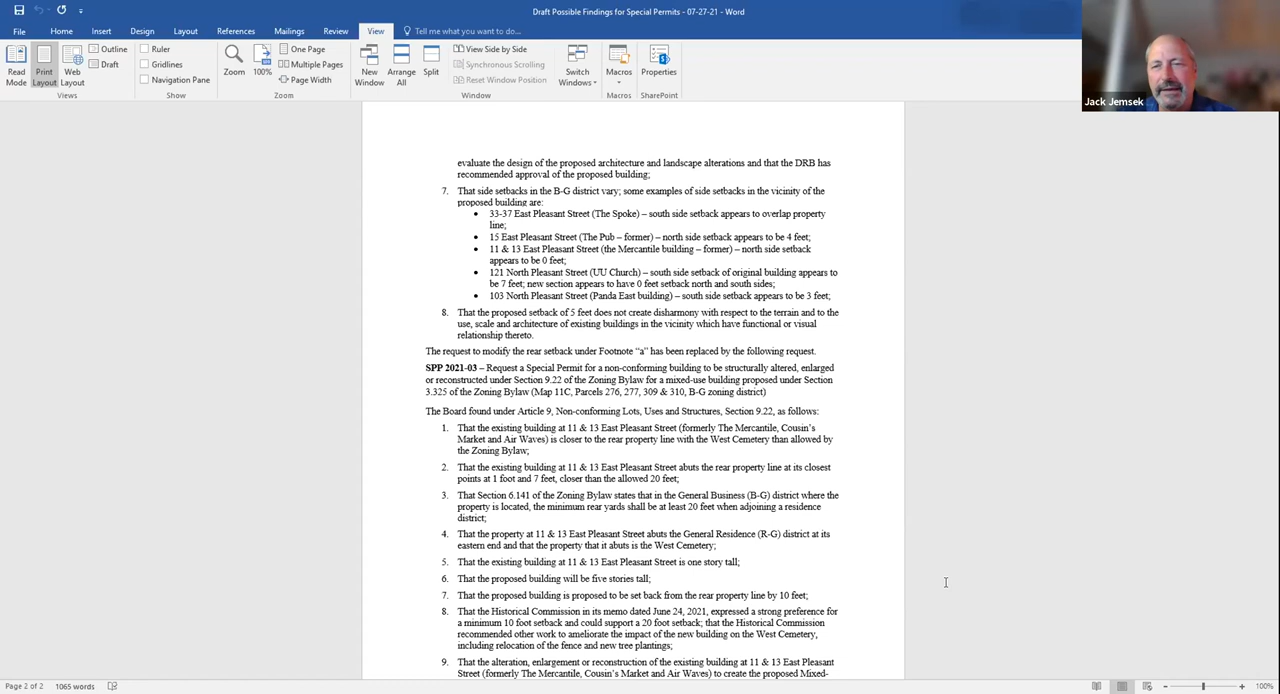 Draft Possible Findings for Special Permits - 07-27-21 - Word
File Home Insert Design Layout References Mailings Review View Tell me what you want to do...
Read Mode
Print Layout
Web Layout
Outline
Draft
Views
Ruler
Gridlines
Navigation Pane
Show
Zoom
100%
One Page
Multiple Pages
Page Width
Zoom
New Window
Arrange All
Split
View Side by Side
Synchronous Scrolling
Reset Window Position
Window
Switch Windows
Macros
Macros
Properties
SharePoint
Jack Jemsek
evaluate the design of the proposed architecture and landscape alterations and that the DRB has
recommended approval of the proposed building;
7. That side setbacks in the B-G district vary; some examples of side setbacks in the vicinity of the
proposed building are:
• 33-37 East Pleasant Street (The Spoke) – south side setback appears to overlap property
line;
• 15 East Pleasant Street (The Pub – former) – north side setback appears to be 4 feet;
• 11 & 13 East Pleasant Street (the Mercantile building – former) – north side setback
appears to be 0 feet;
• 121 North Pleasant Street (UU Church) – south side setback of original building appears to
be 7 feet; new section appears to have 0 feet setback north and south sides;
• 103 North Pleasant Street (Panda East building) – south side setback appears to be 3 feet;
8. That the proposed setback of 5 feet does not create disharmony with respect to the terrain and to the
use, scale and architecture of existing buildings in the vicinity which have functional or visual
relationship thereto.
The request to modify the rear setback under Footnote “a” has been replaced by the following request.
SPP 2021-03 – Request a Special Permit for a non-conforming building to be structurally altered, enlarged
or reconstructed under Section 9.22 of the Zoning Bylaw for a mixed-use building proposed under Section
3.325 of the Zoning Bylaw (Map 11C, Parcels 276, 277, 309 & 310, B-G zoning district)
The Board found under Article 9, Non-conforming Lots, Uses and Structures, Section 9.22, as follows:
1. That the existing building at 11 & 13 East Pleasant Street (formerly The Mercantile, Cousin’s
Market and Air Waves) is closer to the rear property line with the West Cemetery than allowed by
the Zoning Bylaw;
2. That the existing building at 11 & 13 East Pleasant Street abuts the rear property line at its closest
points at 1 foot and 7 feet, closer than the allowed 20 feet;
3. That Section 6.141 of the Zoning Bylaw states that in the General Business (B-G) district where the
property is located, the minimum rear yards shall be at least 20 feet when adjoining a residence
district;
4. That the property at 11 & 13 East Pleasant Street abuts the General Residence (R-G) district at its
eastern end and that the property that it abuts is the West Cemetery;
5. That the existing building at 11 & 13 East Pleasant Street is one story tall;
6. That the proposed building will be five stories tall;
7. That the proposed building is proposed to be set back from the rear property line by 10 feet;
8. That the Historical Commission in its memo dated June 24, 2021, expressed a strong preference for
a minimum 10 foot setback and could support a 20 foot setback; that the Historical Commission
recommended other work to ameliorate the impact of the new building on the West Cemetery,
including relocation of the fence and new tree plantings;
9. That the alteration, enlargement or reconstruction of the existing building at 11 & 13 East Pleasant
Street (formerly The Mercantile, Cousin’s Market and Air Waves) to create the proposed Mixed-
Page 2 of 2 1065 words 100%